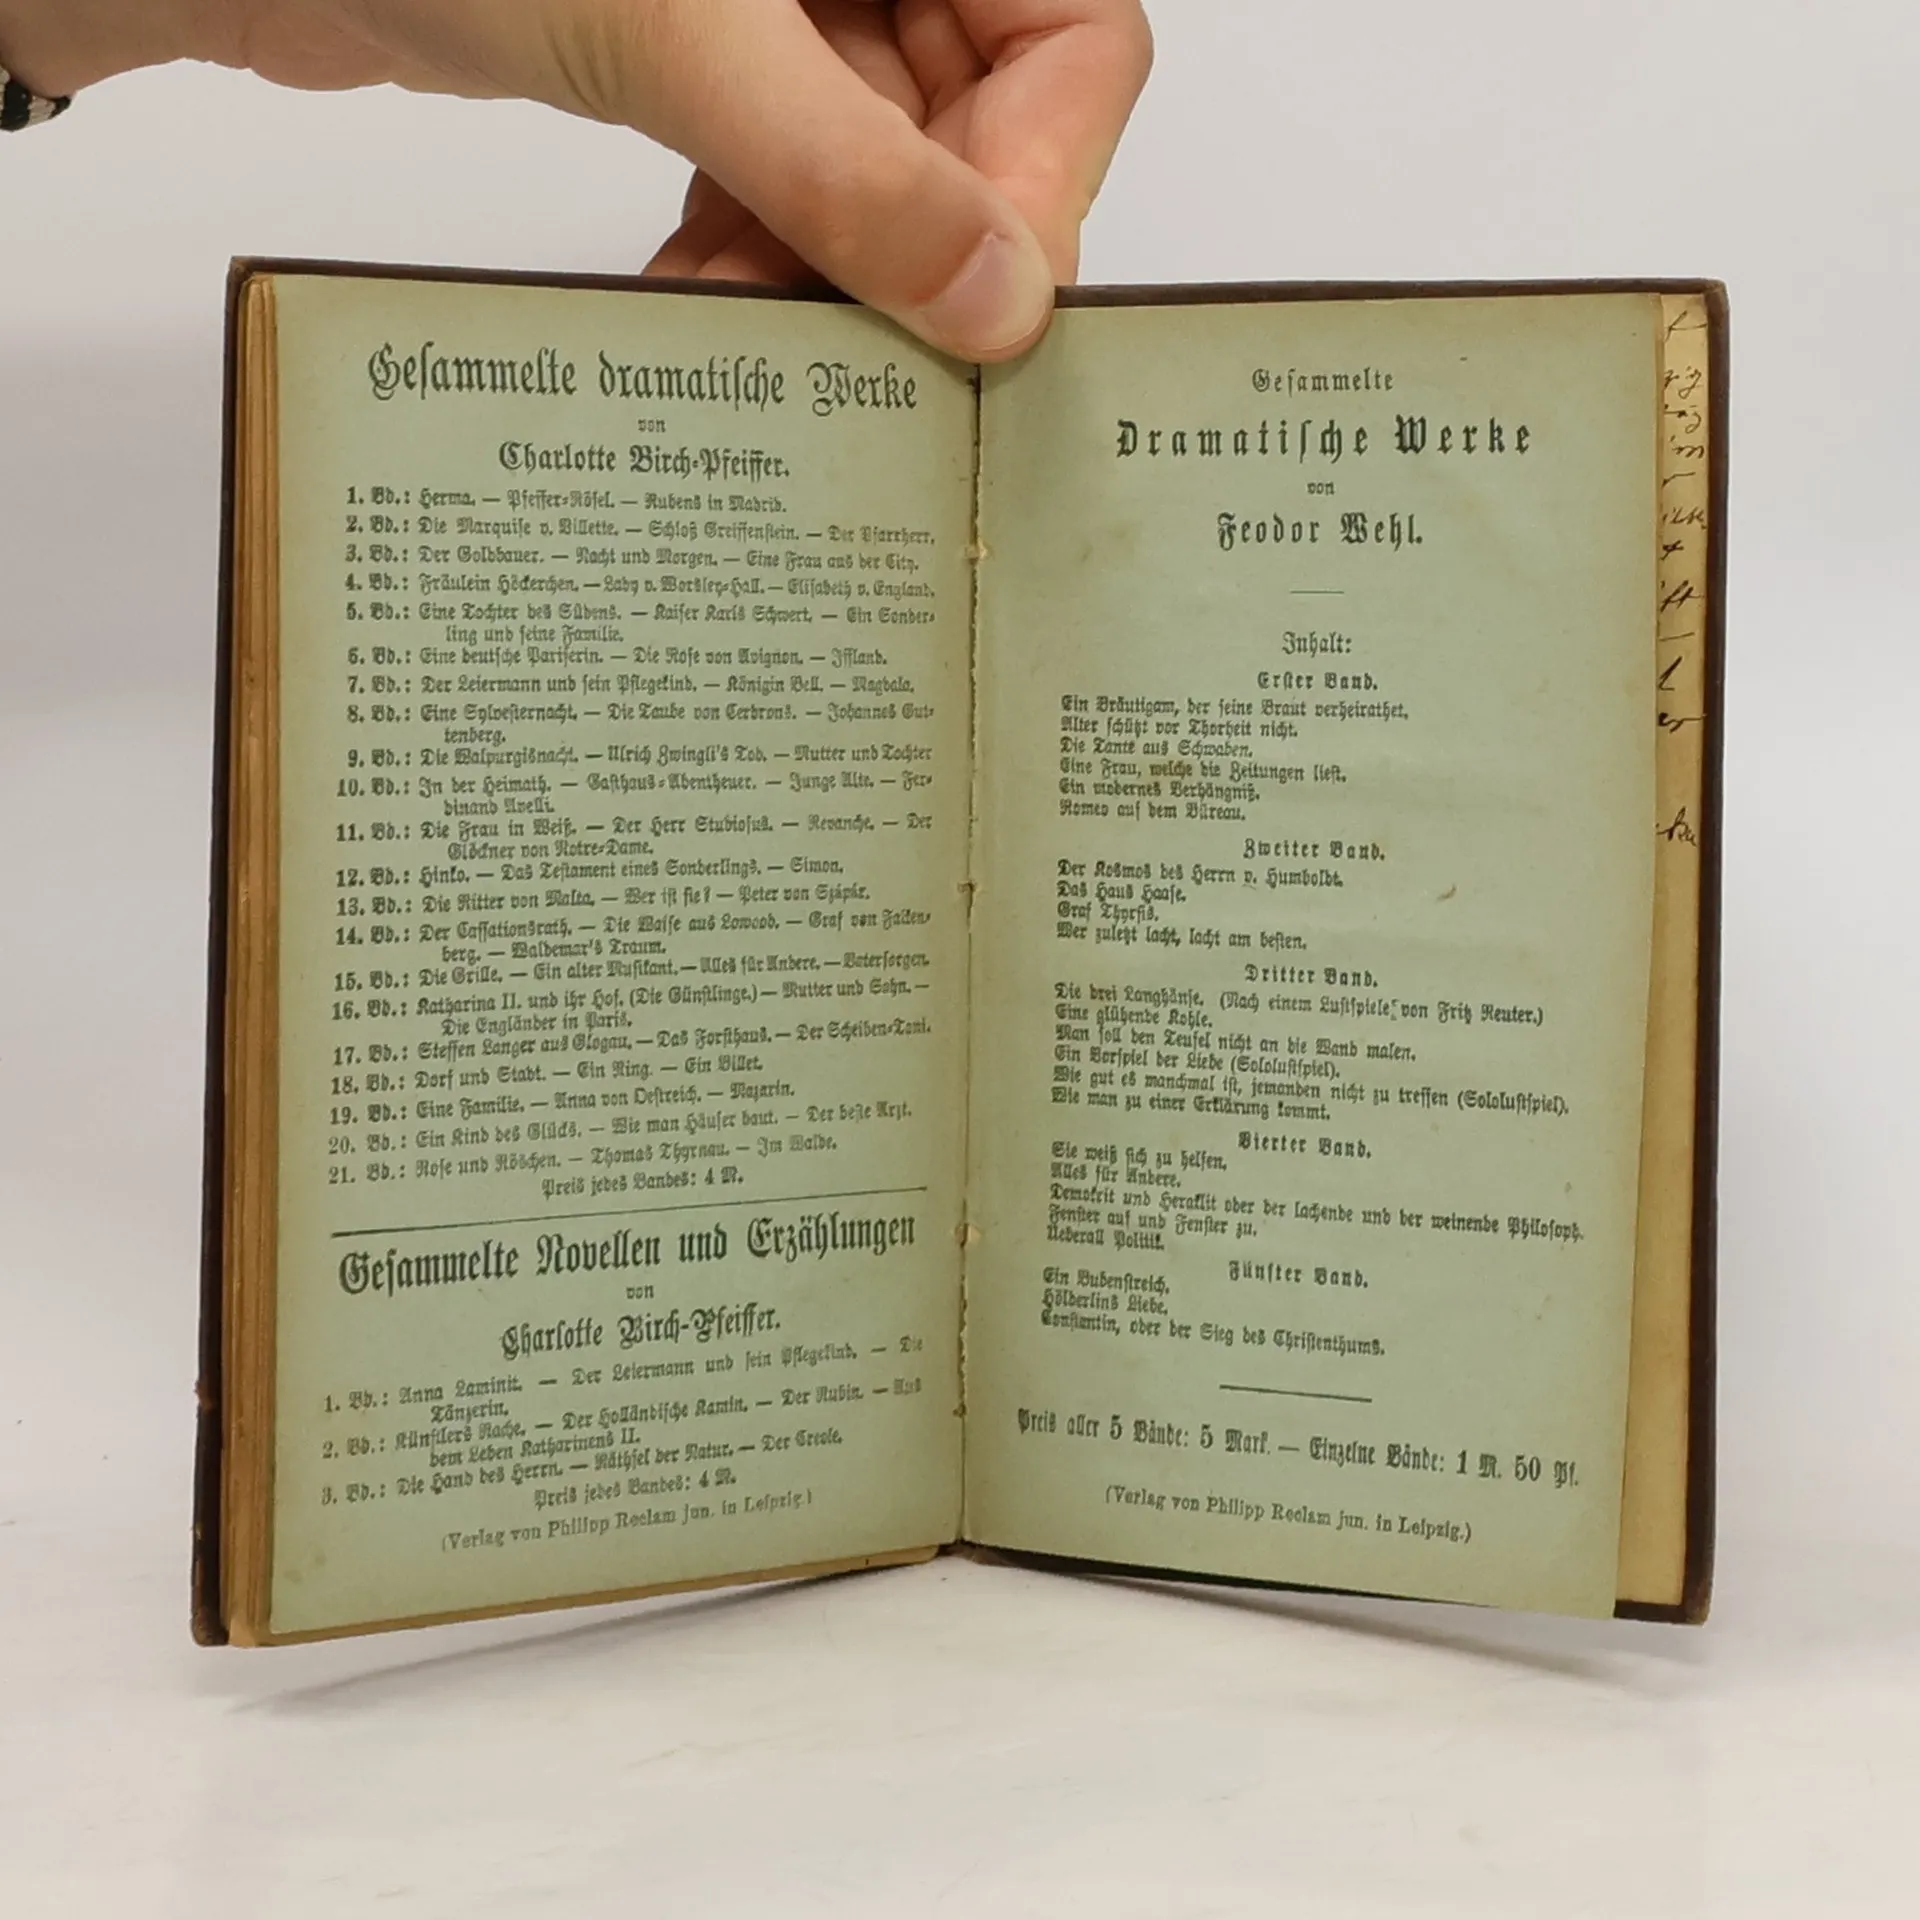 Gesammelte dramatische Werke
von
Charlotte Birch-Pfeiffer.
1. Bd.: Herma. — Pfeffer-Rösel. — Rubens in Madrid.
2. Bd.: Die Marquise v. Villette. — Schloß Greiffenstein. — Der Pfarrherr.
3. Bd.: Der Goldbauer. — Nacht und Morgen. — Eine Frau aus der City.
4. Bd.: Fräulein Höckerchen. — Lady v. Worsley-Hall. — Elisabeth v. England.
5. Bd.: Eine Tochter des Südens. — Kaiser Karls Schwert. — Ein Sonder-
ling und seine Familie.
6. Bd.: Eine deutsche Pariserin. — Die Rose von Avignon. — Iffland.
7. Bd.: Der Leiermann und sein Pflegekind. — Königin Bell. — Magdala.
8. Bd.: Eine Sylvesternacht. — Die Taube von Cerdrons. — Johannes Gut-
tenberg.
9. Bd.: Die Walpurgisnacht. — Ulrich Zwingli's Tod. — Mutter und Tochter
10. Bd.: In der Heimath. — Gasthaus-Abentheuer. — Junge Alte. — Fer-
dinand Avelli.
11. Bd.: Die Frau in Weiß. — Der Herr Studiosus. — Revanche. — Der
Glöckner von Notre-Dame.
12. Bd.: Hinko. — Das Testament eines Sonderlings. — Simon.
13. Bd.: Die Ritter von Malta. — Wer ist sie? — Peter von Szápár.
14. Bd.: Der Cassationsrath. — Die Waise aus Lowood. — Graf von Falken-
berg. — Waldemar's Traum.
15. Bd.: Die Grille. — Ein alter Musikant. — Alles für Andere. — Vatersorgen.
16. Bd.: Katharina II. und ihr Hof. (Die Günstlinge.) — Mutter und Sohn. —
Die Engländer in Paris.
17. Bd.: Steffen Langer aus Glogau. — Das Forsthaus. — Der Scheiben-Toni.
18. Bd.: Dorf und Stadt. — Ein Ring. — Ein Billet.
19. Bd.: Eine Familie. — Anna von Oestreich. — Mazarin.
20. Bd.: Ein Kind des Glücks. — Wie man Häuser baut. — Der beste Arzt.
21. Bd.: Rose und Röschen. — Thomas Thyrnau. — Im Walde.
Preis jedes Bandes: 4 M.
Gesammelte Novellen und Erzählungen
von
Charlotte Birch-Pfeiffer.
1. Bd.: Anna Laminit. — Der Leiermann und sein Pflegekind. — Die
Tänzerin.
2. Bd.: Künstlers Rache. — Der Holländische Kamin. — Der Rubin. — Aus
dem Leben Katharinens II.
3. Bd.: Die Hand des Herrn. — Räthsel der Natur. — Der Creole.
Preis jedes Bandes: 4 M.
(Verlag von Philipp Reclam jun. in Leipzig.)
Gesammelte
Dramatische Werke
von
Feodor Wehl.
Inhalt:
Erster Band.
Ein Bräutigam, der seine Braut verheirathet.
Alter schützt vor Thorheit nicht.
Die Tante aus Schwaben.
Eine Frau, welche die Zeitungen liest.
Ein modernes Verhängniß.
Romeo auf dem Büreau.
Zweiter Band.
Der Kosmos des Herrn v. Humboldt.
Das Haus Haase.
Graf Thyrsis.
Wer zuletzt lacht, lacht am besten.
Dritter Band.
Die drei Langhänse. (Nach einem Lustspiele von Fritz Reuter.)
Eine glühende Kohle.
Man soll den Teufel nicht an die Wand malen.
Ein Vorspiel der Liebe (Sololustspiel).
Wie gut es manchmal ist, jemanden nicht zu treffen (Sololustspiel).
Wie man zu einer Erklärung kommt.
Vierter Band.
Sie weiß sich zu helfen.
Alles für Andere.
Demokrit und Heraklit oder der lachende und der weinende Philosoph.
Fenster auf und Fenster zu.
Ueberall Politik.
Fünfter Band.
Ein Bubenstreich.
Hölderlins Liebe.
Constantin, oder der Sieg des Christenthums.
Preis aller 5 Bände: 5 Mark. — Einzelne Bände: 1 M. 50 Pf.
(Verlag von Philipp Reclam jun. in Leipzig.)